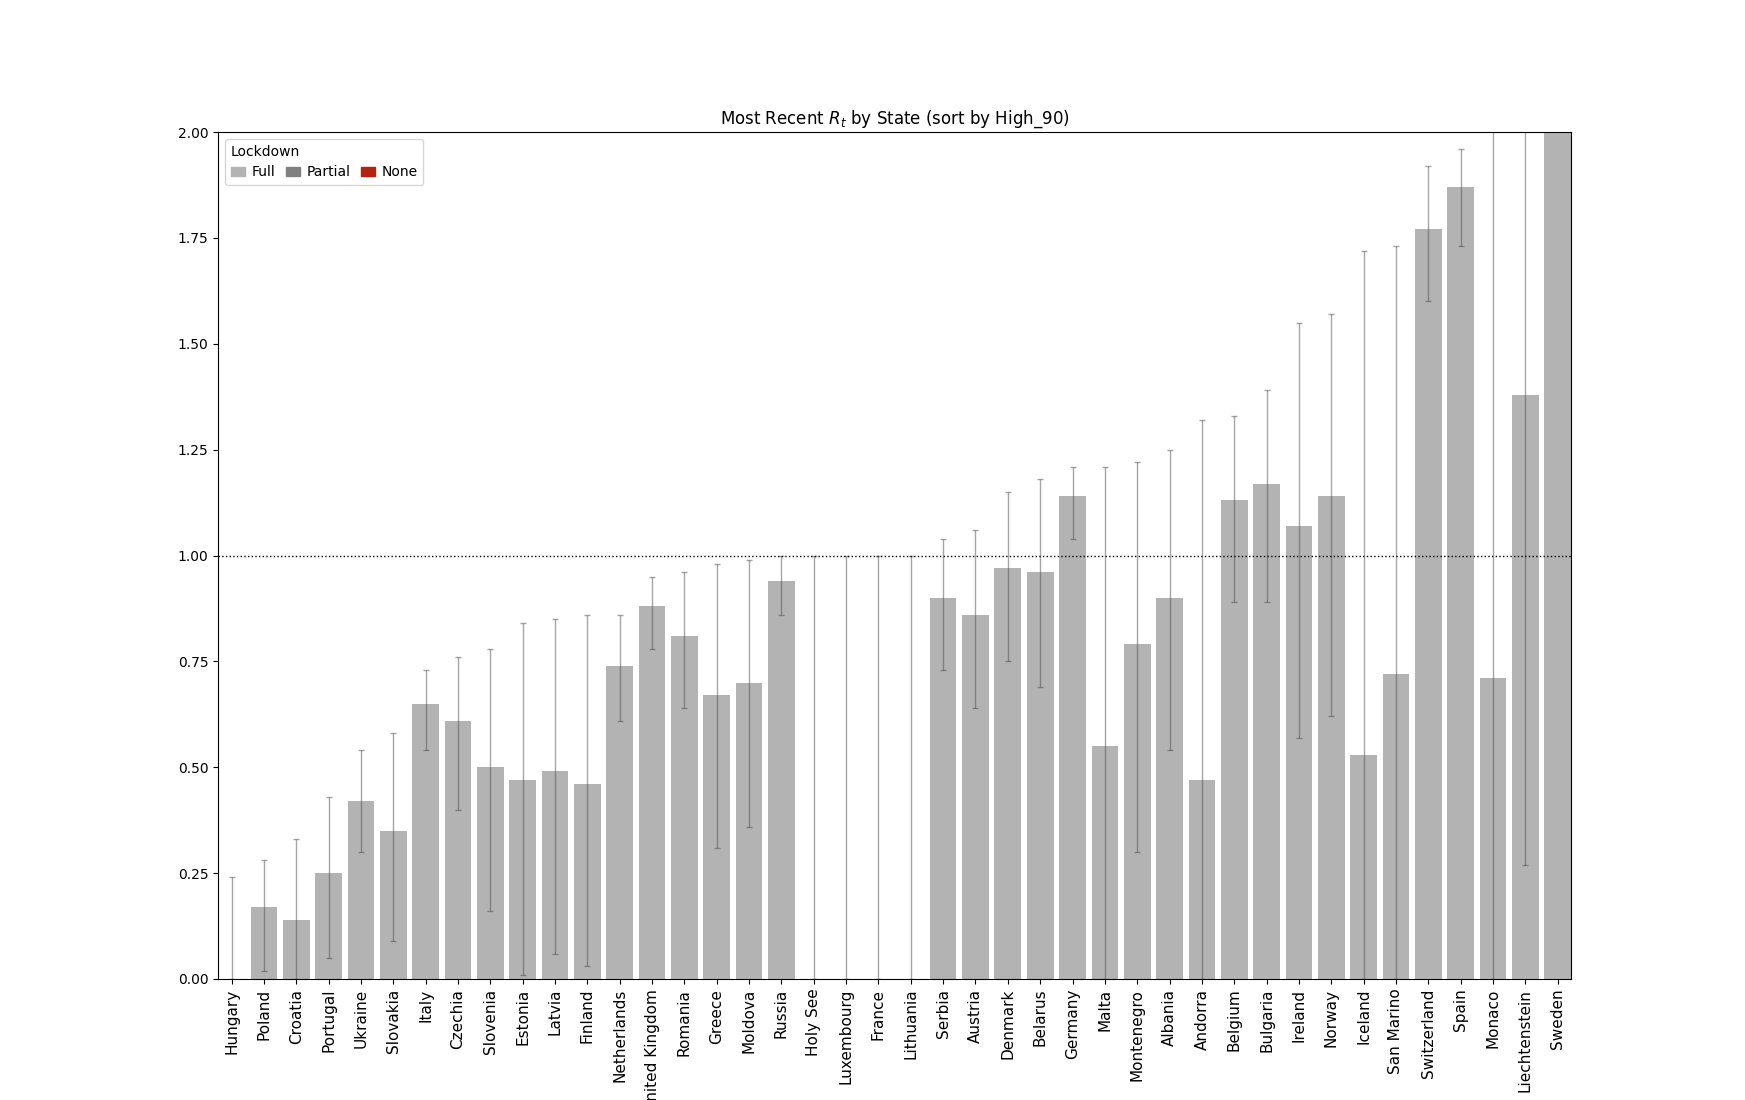 Most Recent R_t by State (sort by High_90)
Lockdown
Full Partial None
2.00
1.75
1.50
1.25
1.00
0.75
0.50
0.25
0.00
Hungary
Poland
Croatia
Portugal
Ukraine
Slovakia
Italy
Czechia
Slovenia
Estonia
Latvia
Finland
Netherlands
nited Kingdom
Romania
Greece
Moldova
Russia
Holy See
Luxembourg
France
Lithuania
Serbia
Austria
Denmark
Belarus
Germany
Malta
Montenegro
Albania
Andorra
Belgium
Bulgaria
Ireland
Norway
Iceland
San Marino
Switzerland
Spain
Monaco
Liechtenstein
Sweden